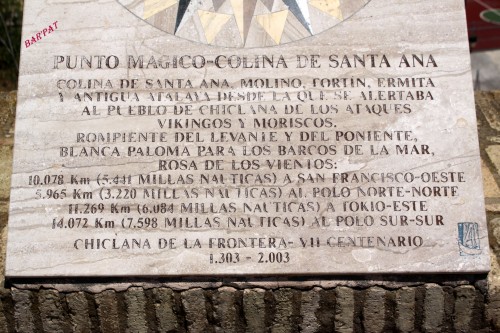 BAR'PAT
PUNTO MAGICO-COLINA DE SANTA ANA
COLINA DE SANTA ANA, MOLINO, FORTIN, ERMITA
Y ANTIGUA ATALAYA DESDE LA QUE SE ALERTABA
AL PUEBLO DE CHICLANA DE LOS ATAQUES
VIKINGOS Y MORISCOS.
ROMPIENTE DEL LEVANTE Y DEL PONIENTE,
BLANCA PALOMA PARA LOS BARCOS DE LA MAR,
ROSA DE LOS VIENTOS:
10.078 Km (5.441 MILLAS NAUTICAS) A SAN FRANCISCO-OESTE
5.965 Km (3.220 MILLAS NAUTICAS) AL POLO NORTE-NORTE
11.269 Km (6.084 MILLAS NAUTICAS) A TOKIO-ESTE
14.072 Km (7.598 MILLAS NAUTICAS) AL POLO SUR-SUR
CHICLANA DE LA FRONTERA- VII CENTENARIO
1.303 - 2.003